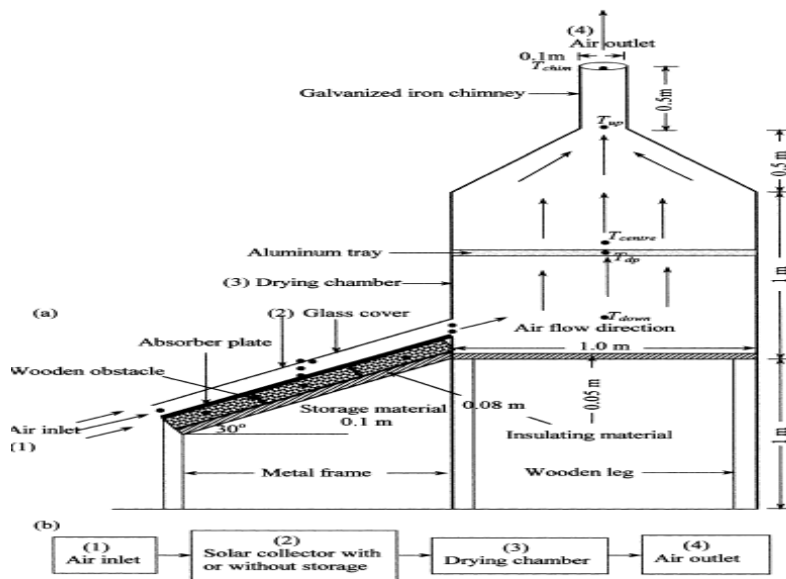 (4)
Air outlet
0.1m
T_chim
Galvanized iron chimney
0.5m
T_up
0.5m
T_centre
Aluminum tray
T_dp
(3) Drying chamber
1m
T_down
(a)
(2) Glass cover
Air flow direction
Absorber plate
1.0 m
Wooden obstacle
0.05 m
Storage material
0.08 m
0.1 m
Air inlet
30°
Insulating material
(1)
1m
Metal frame
Wooden leg
(b)
(1)
Air inlet
(2)
Solar collector with
or without storage
(3)
Drying chamber
(4)
Air outlet